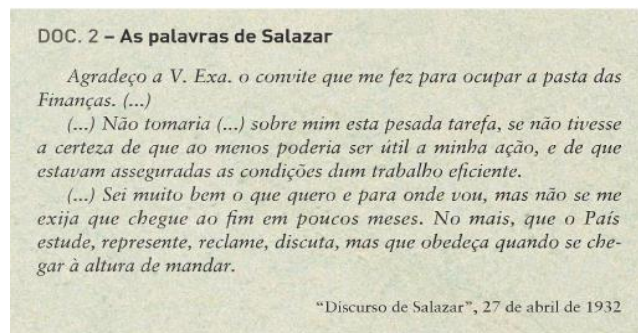 DOC. 2 – As palavras de Salazar
Agradeço a V. Exa. o convite que me fez para ocupar a pasta das
Finanças. (...)
(...) Não tomaria (...) sobre mim esta pesada tarefa, se não tivesse
a certeza de que ao menos poderia ser útil a minha ação, e de que
estavam asseguradas as condições dum trabalho eficiente.
(...) Sei muito bem o que quero e para onde vou, mas não se me
exija que chegue ao fim em poucos meses. No mais, que o País
estude, represente, reclame, discuta, mas que obedeça quando se che-
gar à altura de mandar.
“Discurso de Salazar”, 27 de abril de 1932